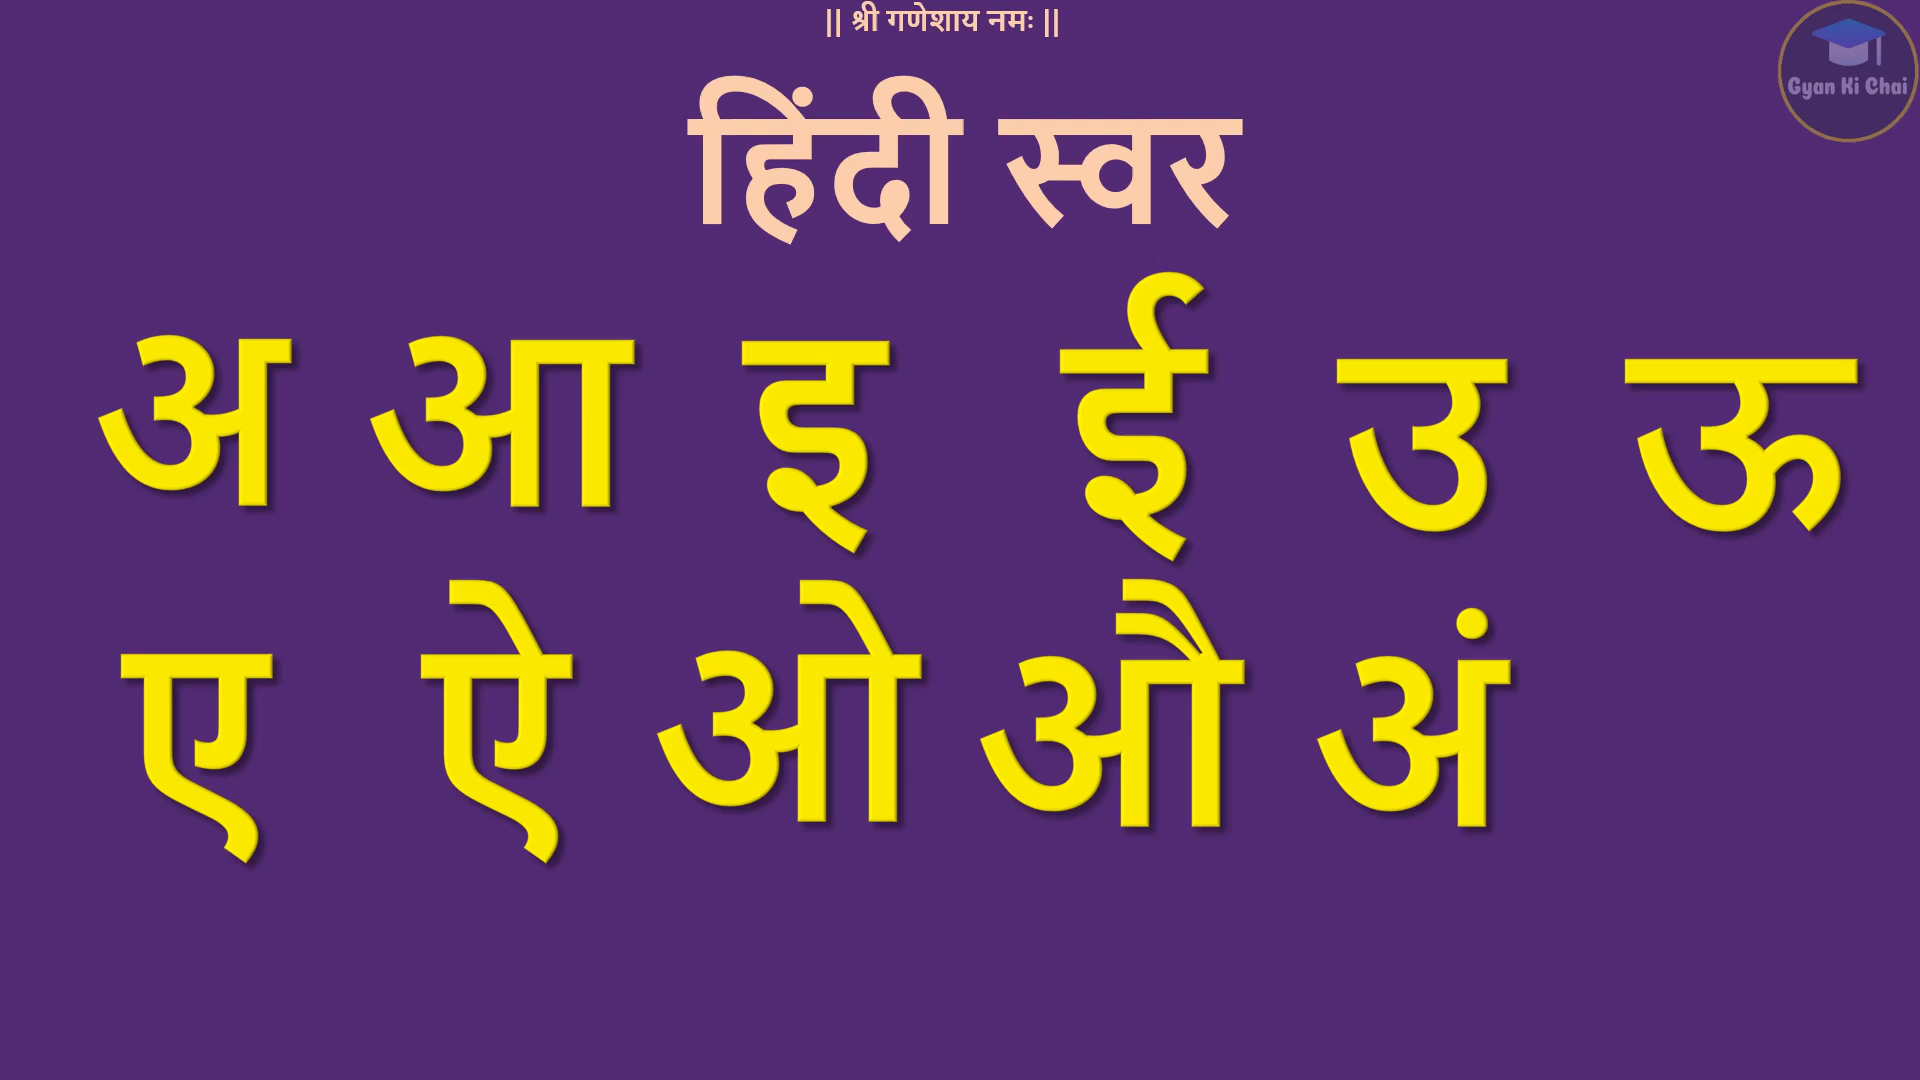 || श्री गणेशाय नमः ||
Gyan Ki Chai
हिंदी स्वर
अ आ इ ई उ ऊ
ए ऐ ओ औ अं